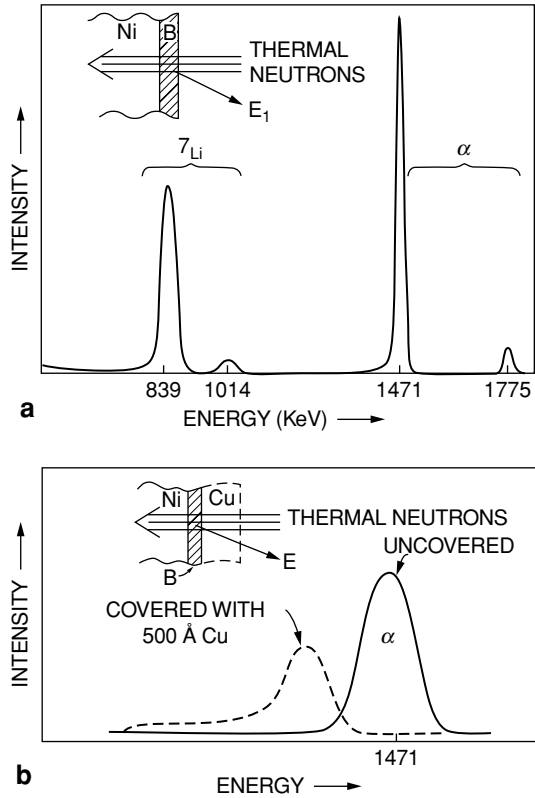 Ni B
THERMAL
NEUTRONS
E1
7Li
α
INTENSITY
839 1014 1471 1775
a
ENERGY (KeV)
Ni Cu
THERMAL NEUTRONS
B
E
UNCOVERED
COVERED WITH
500 Å Cu
α
INTENSITY
1471
b
ENERGY